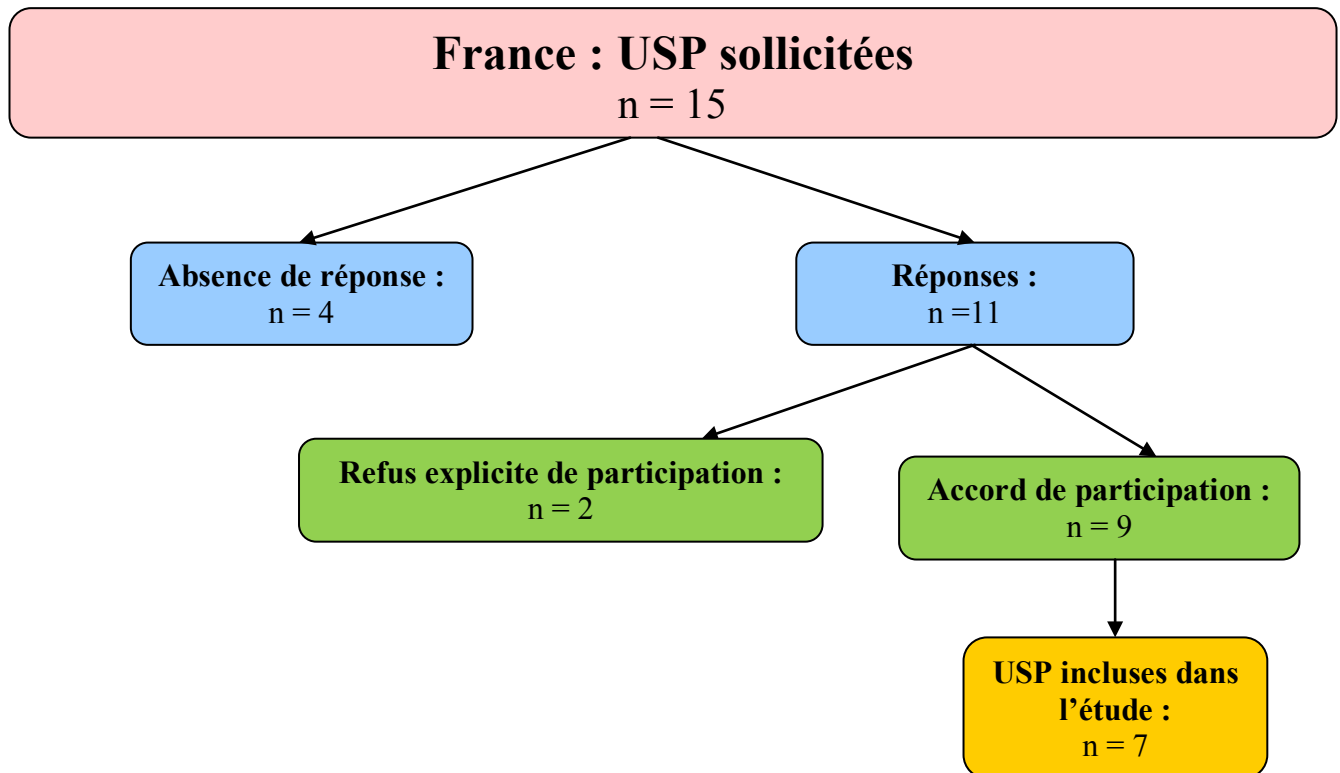 France : USP sollicitées
n = 15
Absence de réponse :
n = 4
Réponses :
n =11
Refus explicite de participation :
n = 2
Accord de participation :
n = 9
USP incluses dans
l’étude :
n = 7